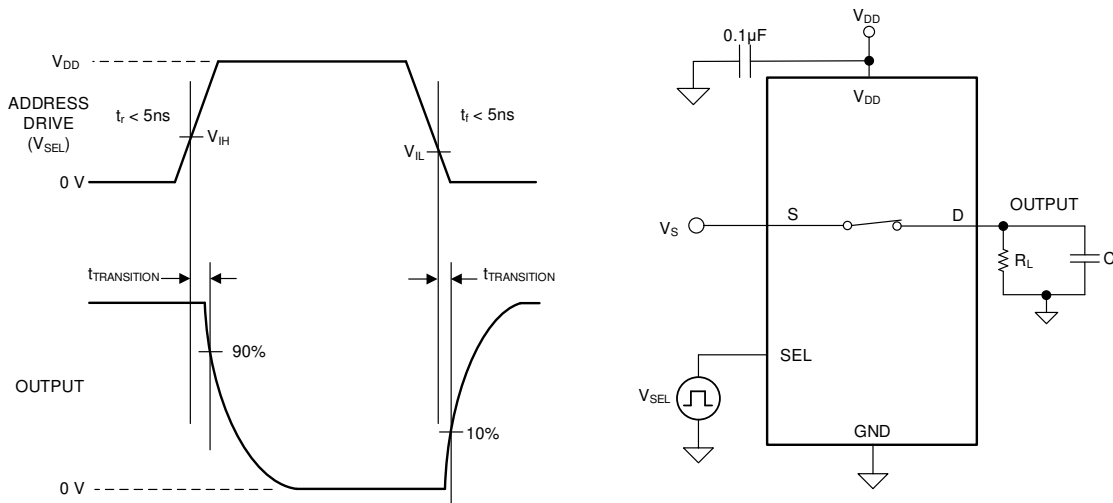 V_DD
ADDRESS
DRIVE
(V_SEL)
t_r < 5ns
V_IH
t_f < 5ns
V_IL
0 V
t_TRANSITION
t_TRANSITION
90%
OUTPUT
10%
0 V
V_DD
0.1µF
V_DD
V_S
S
D
OUTPUT
R_L
C
SEL
V_SEL
GND